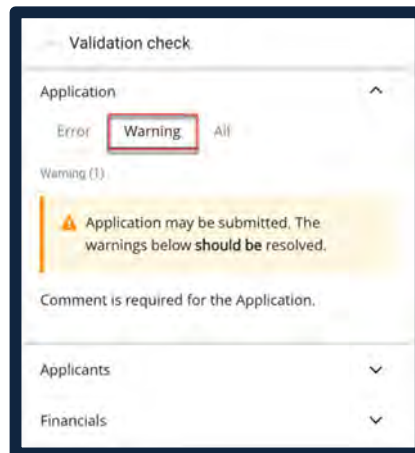 Validation check
Application
Error Warning All
Warning (1)
Application may be submitted. The
warnings below should be resolved.
Comment is required for the Application.
Applicants
Financials